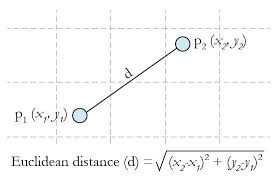 p₂ (x₂,y₂)
d
p₁ (x₁,y₁)
Euclidean distance (d) = √(x₂-x₁)² + (y₂-y₁)²